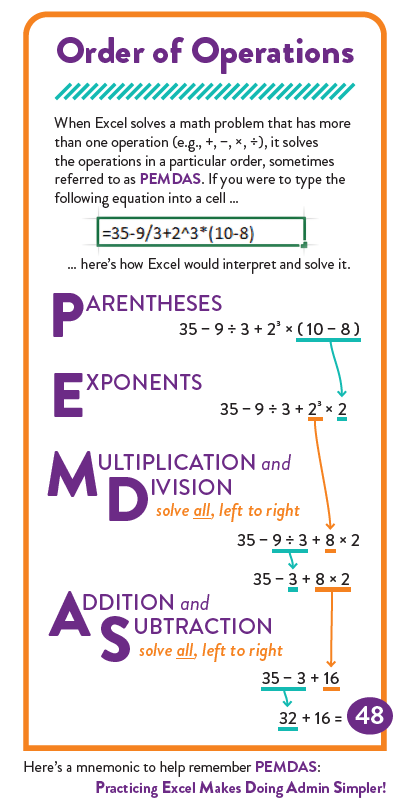 Order of Operations
When Excel solves a math problem that has more
than one operation (e.g., +, −, ×, ÷), it solves
the operations in a particular order, sometimes
referred to as PEMDAS. If you were to type the
following equation into a cell ...
=35-9/3+2^3*(10-8)
... here's how Excel would interpret and solve it.
PARENTHESES
35 − 9 ÷ 3 + 2³ × (10 − 8)
EXPONENTS
35 − 9 ÷ 3 + 2³ × 2
MULTIPLICATION and
DIVISION
solve all, left to right
35 − 9 ÷ 3 + 8 × 2
35 − 3 + 8 × 2
ADDITION and
SUBTRACTION
solve all, left to right
35 − 3 + 16
32 + 16 = 48
Here's a mnemonic to help remember PEMDAS:
Practicing Excel Makes Doing Admin Simpler!